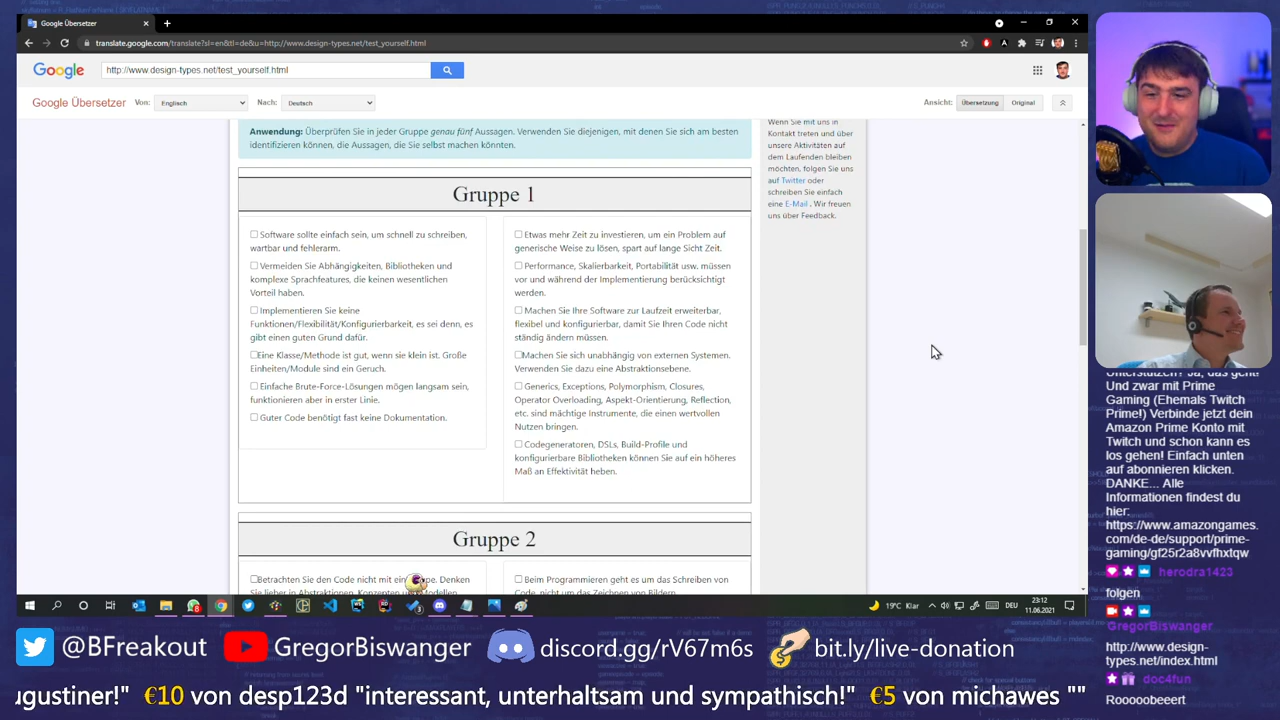 Google Übersetzer
translate.google.com/translate?sl=en&tl=de&u=http://www.design-types.net/test_yourself.html
Google
http://www.design-types.net/test_yourself.html
Google Übersetzer
Von:
Englisch
Nach:
Deutsch
Ansicht:
Übersetzung
Original
Anwendung: Überprüfen Sie in jeder Gruppe genau fünf Aussagen. Verwenden Sie diejenigen, mit denen Sie sich am besten
identifizieren können, die Aussagen, die Sie selbst machen könnten.
Wenn Sie mit uns in
Kontakt treten und über
unsere Aktivitäten auf
dem Laufenden bleiben
möchten, folgen Sie uns
auf Twitter oder
schreiben Sie einfach
eine E-Mail . Wir freuen
uns über Feedback.
Gruppe 1
Software sollte einfach sein, um schnell zu schreiben,
wartbar und fehlerarm.
Vermeiden Sie Abhängigkeiten, Bibliotheken und
komplexe Sprachfeatures, die keinen wesentlichen
Vorteil haben.
Implementieren Sie keine
Funktionen/Flexibilität/Konfigurierbarkeit, es sei denn, es
gibt einen guten Grund dafür.
Eine Klasse/Methode ist gut, wenn sie klein ist. Große
Einheiten/Module sind ein Geruch.
Einfache Brute-Force-Lösungen mögen langsam sein,
funktionieren aber in erster Linie.
Guter Code benötigt fast keine Dokumentation.
Etwas mehr Zeit zu investieren, um ein Problem auf
generische Weise zu lösen, spart auf lange Sicht Zeit.
Performance, Skalierbarkeit, Portabilität usw. müssen
vor und während der Implementierung berücksichtigt
werden.
Machen Sie Ihre Software zur Laufzeit erweiterbar,
flexibel und konfigurierbar, damit Sie Ihren Code nicht
ständig ändern müssen.
Machen Sie sich unabhängig von externen Systemen.
Verwenden Sie dazu eine Abstraktionsebene.
Generics, Exceptions, Polymorphism, Closures,
Operator Overloading, Aspekt-Orientierung, Reflection,
etc. sind mächtige Instrumente, die einen wertvollen
Nutzen bringen.
Codegeneratoren, DSLs, Build-Profile und
konfigurierbare Bibliotheken können Sie auf ein höheres
Maß an Effektivität heben.
Gruppe 2
Betrachten Sie den Code nicht mit Denken
Sie lieber in Abstraktionen, Konzepten
Beim Programmieren geht es um das Schreiben von
Code, nicht um das Zeichnen von Bildern.
19°C Klar
DEU
23:12
11.06.2021
Unterstützen? Ja, das geht!
Und zwar mit Prime
Gaming (Ehemals Twitch
Prime!) Verbinde jetzt dein
Amazon Prime Konto mit
Twitch und schon kann es
los gehen! Einfach unten
auf abonnieren klicken.
DANKE... Alle
Informationen findest du
hier:
https://www.amazongames.
com/de-de/support/prime-
gaming/gf25r2a8vvfhxtqw
herodra1423
folgen
GregorBiswanger
http://www.design-
types.net/index.html
doc4fun
Rooooobeeert
@BFreakout
GregorBiswanger
discord.gg/rV67m6s
bit.ly/live-donation
ugustiner!" €10 von desp123d "interessant, unterhaltsam und sympathisch!" €5 von michawes ""